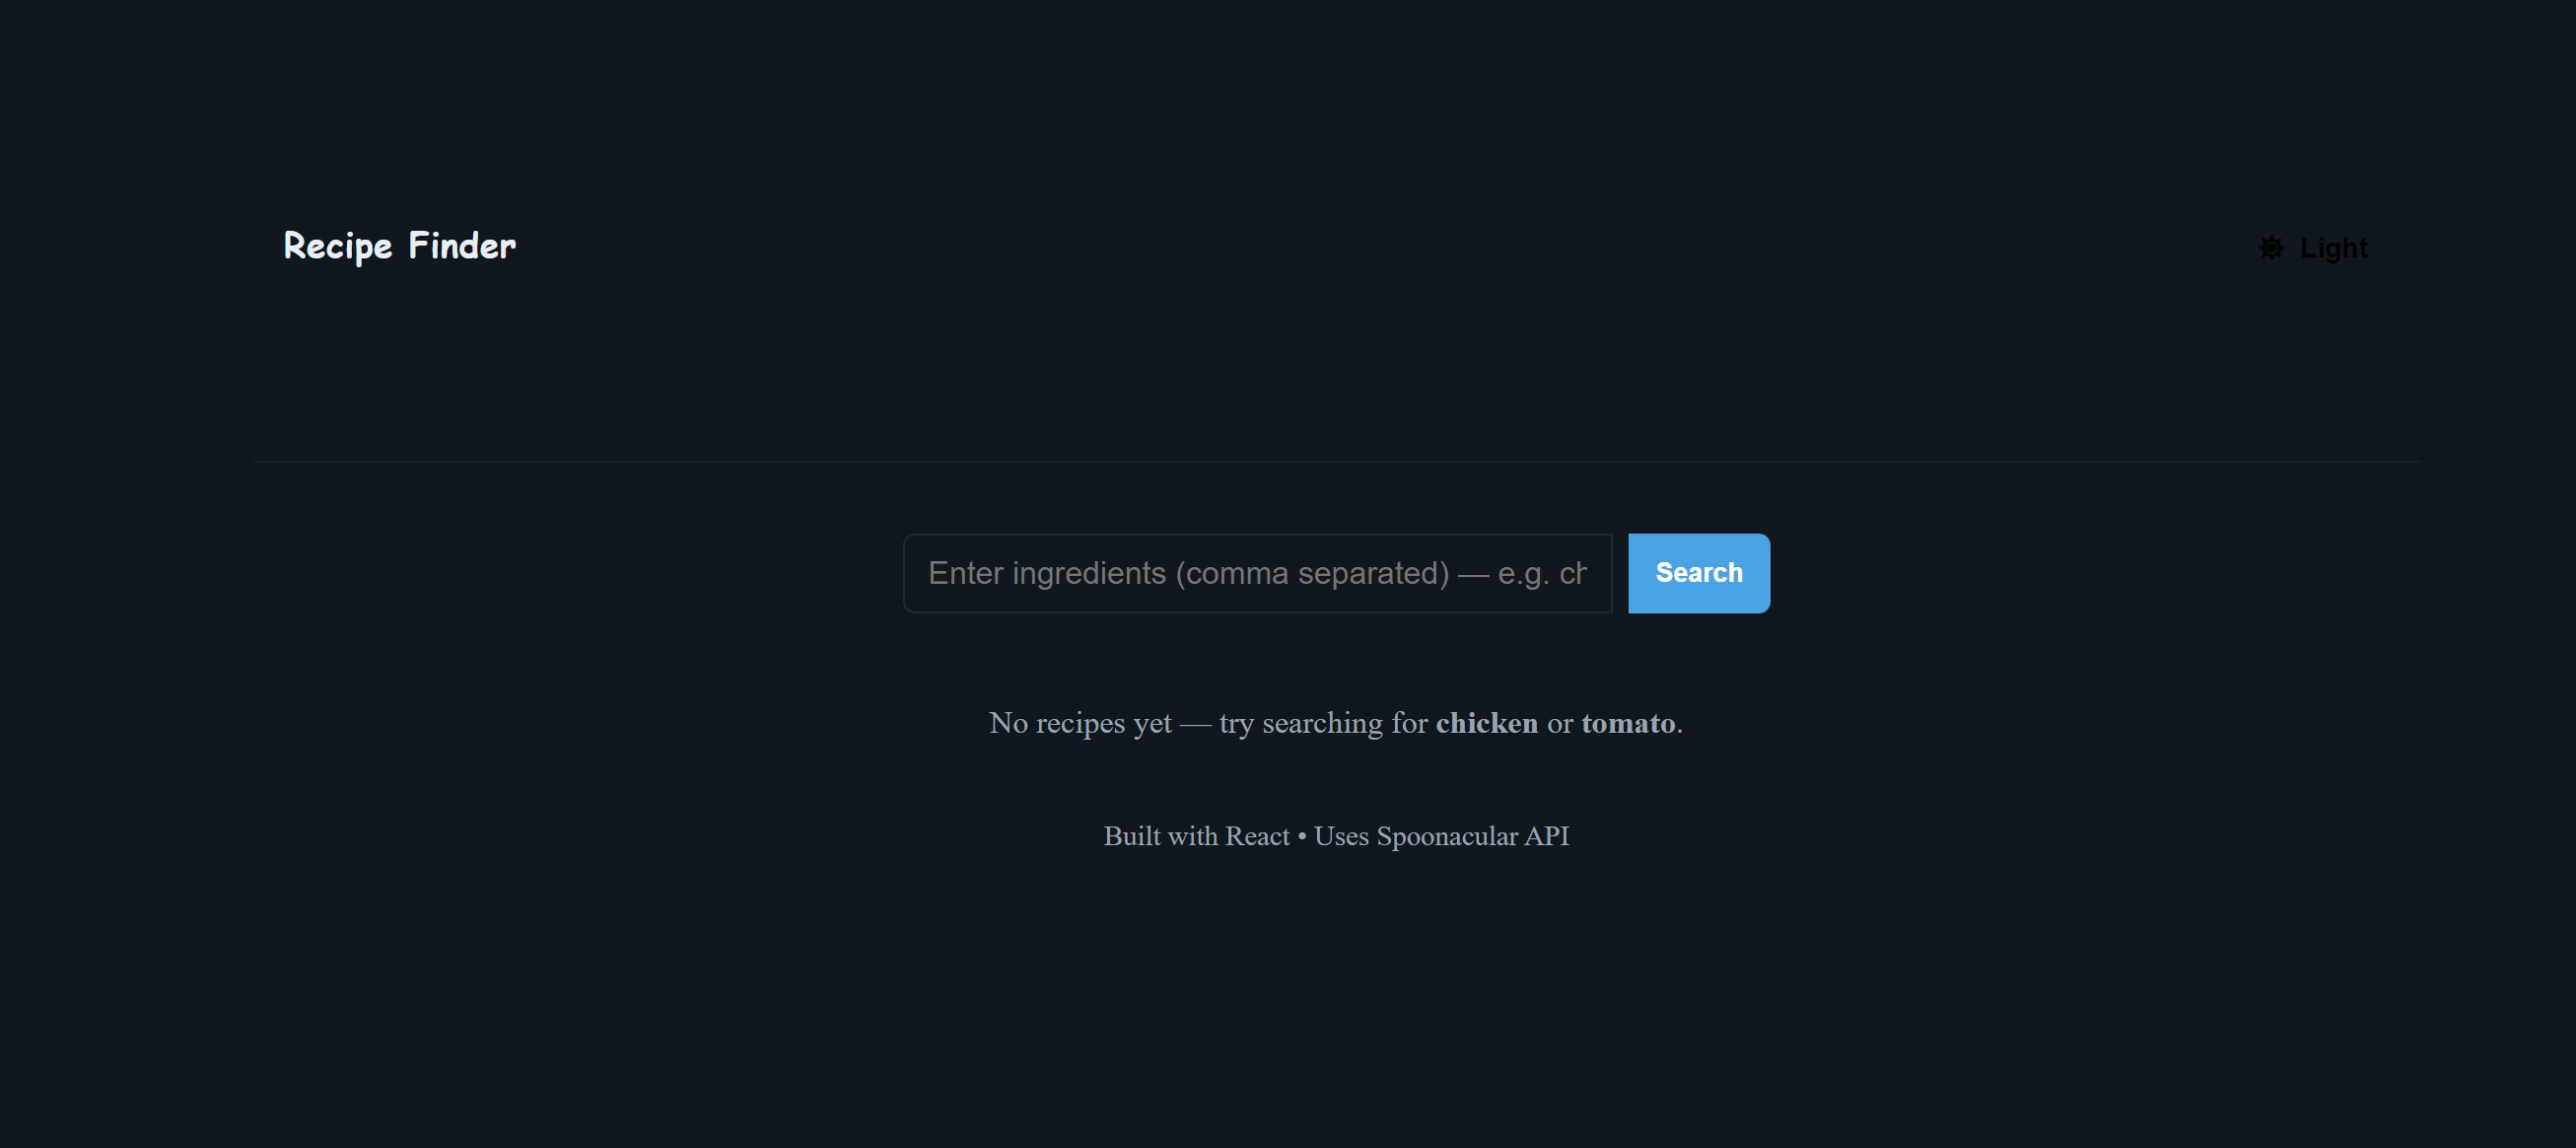 Recipe Finder
Light
Enter ingredients (comma separated) — e.g. ch
Search
No recipes yet — try searching for chicken or tomato.
Built with React • Uses Spoonacular API